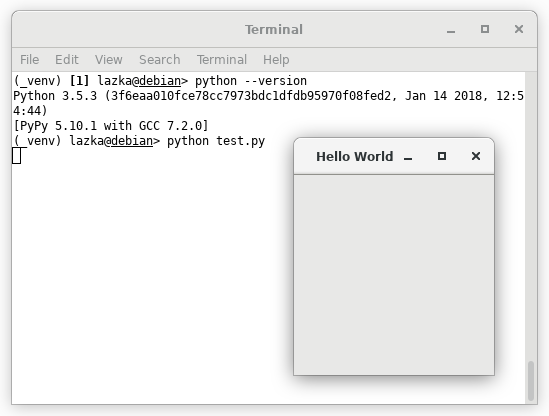 Terminal
File Edit View Search Terminal Help
(_venv) [1] lazka@debian> python --version
Python 3.5.3 (3f6eaa010fce78cc7973bdc1dfdb95970f08fed2, Jan 14 2018, 12:5
4:44)
[PyPy 5.10.1 with GCC 7.2.0]
(_venv) lazka@debian> python test.py
Hello World